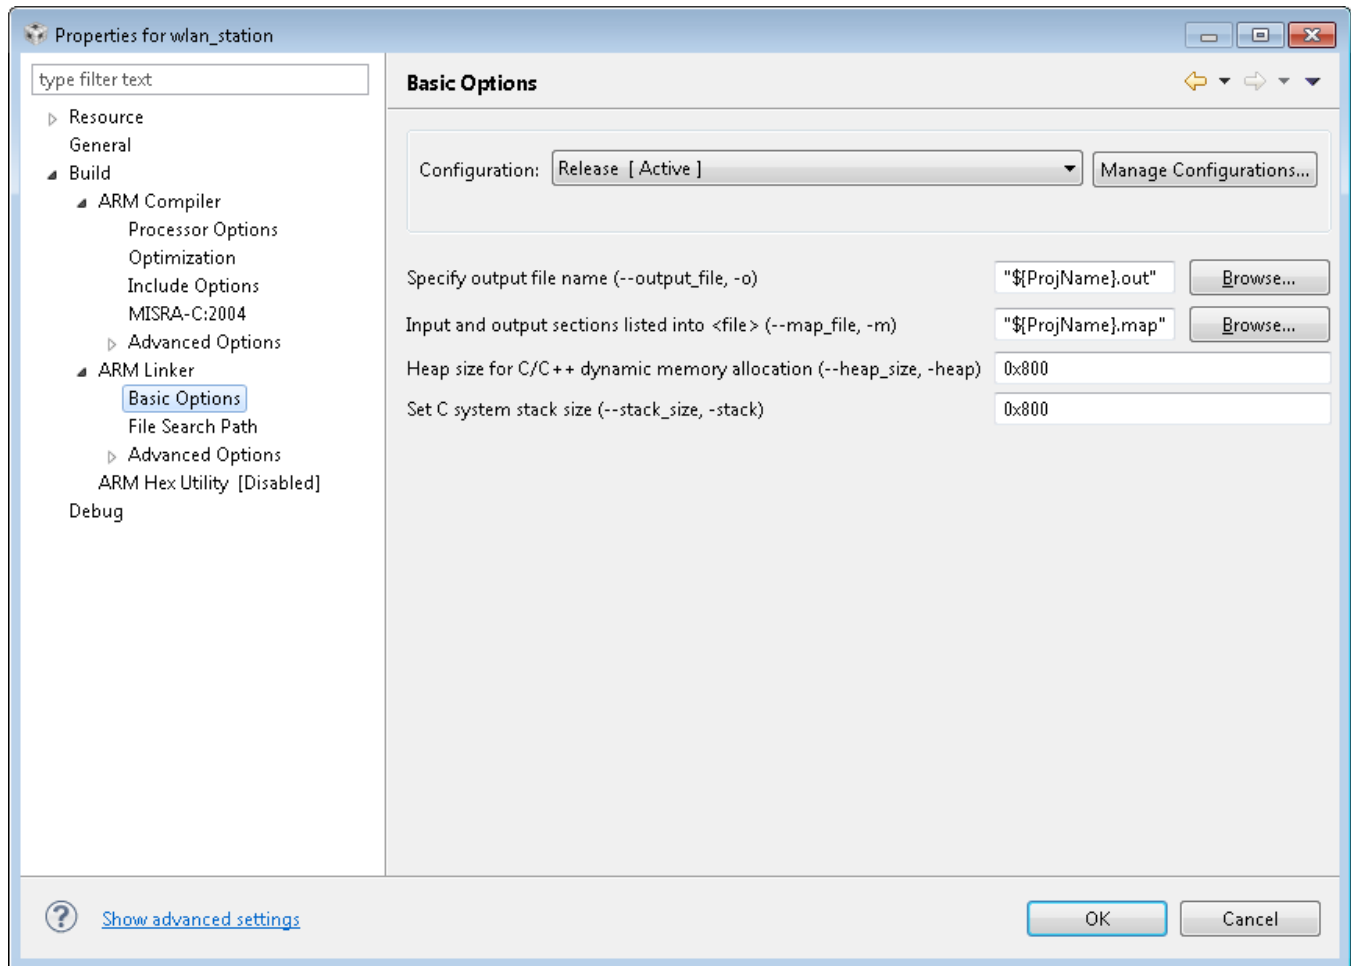 Properties for wlan_station
type filter text
Resource
General
Build
ARM Compiler
Processor Options
Optimization
Include Options
MISRA-C:2004
Advanced Options
ARM Linker
Basic Options
File Search Path
Advanced Options
ARM Hex Utility [Disabled]
Debug
Basic Options
Configuration: Release [ Active ] Manage Configurations...
Specify output file name (--output_file, -o) "${ProjName}.out" Browse...
Input and output sections listed into <file> (--map_file, -m) "${ProjName}.map" Browse...
Heap size for C/C++ dynamic memory allocation (--heap_size, -heap) 0x800
Set C system stack size (--stack_size, -stack) 0x800
? Show advanced settings OK Cancel